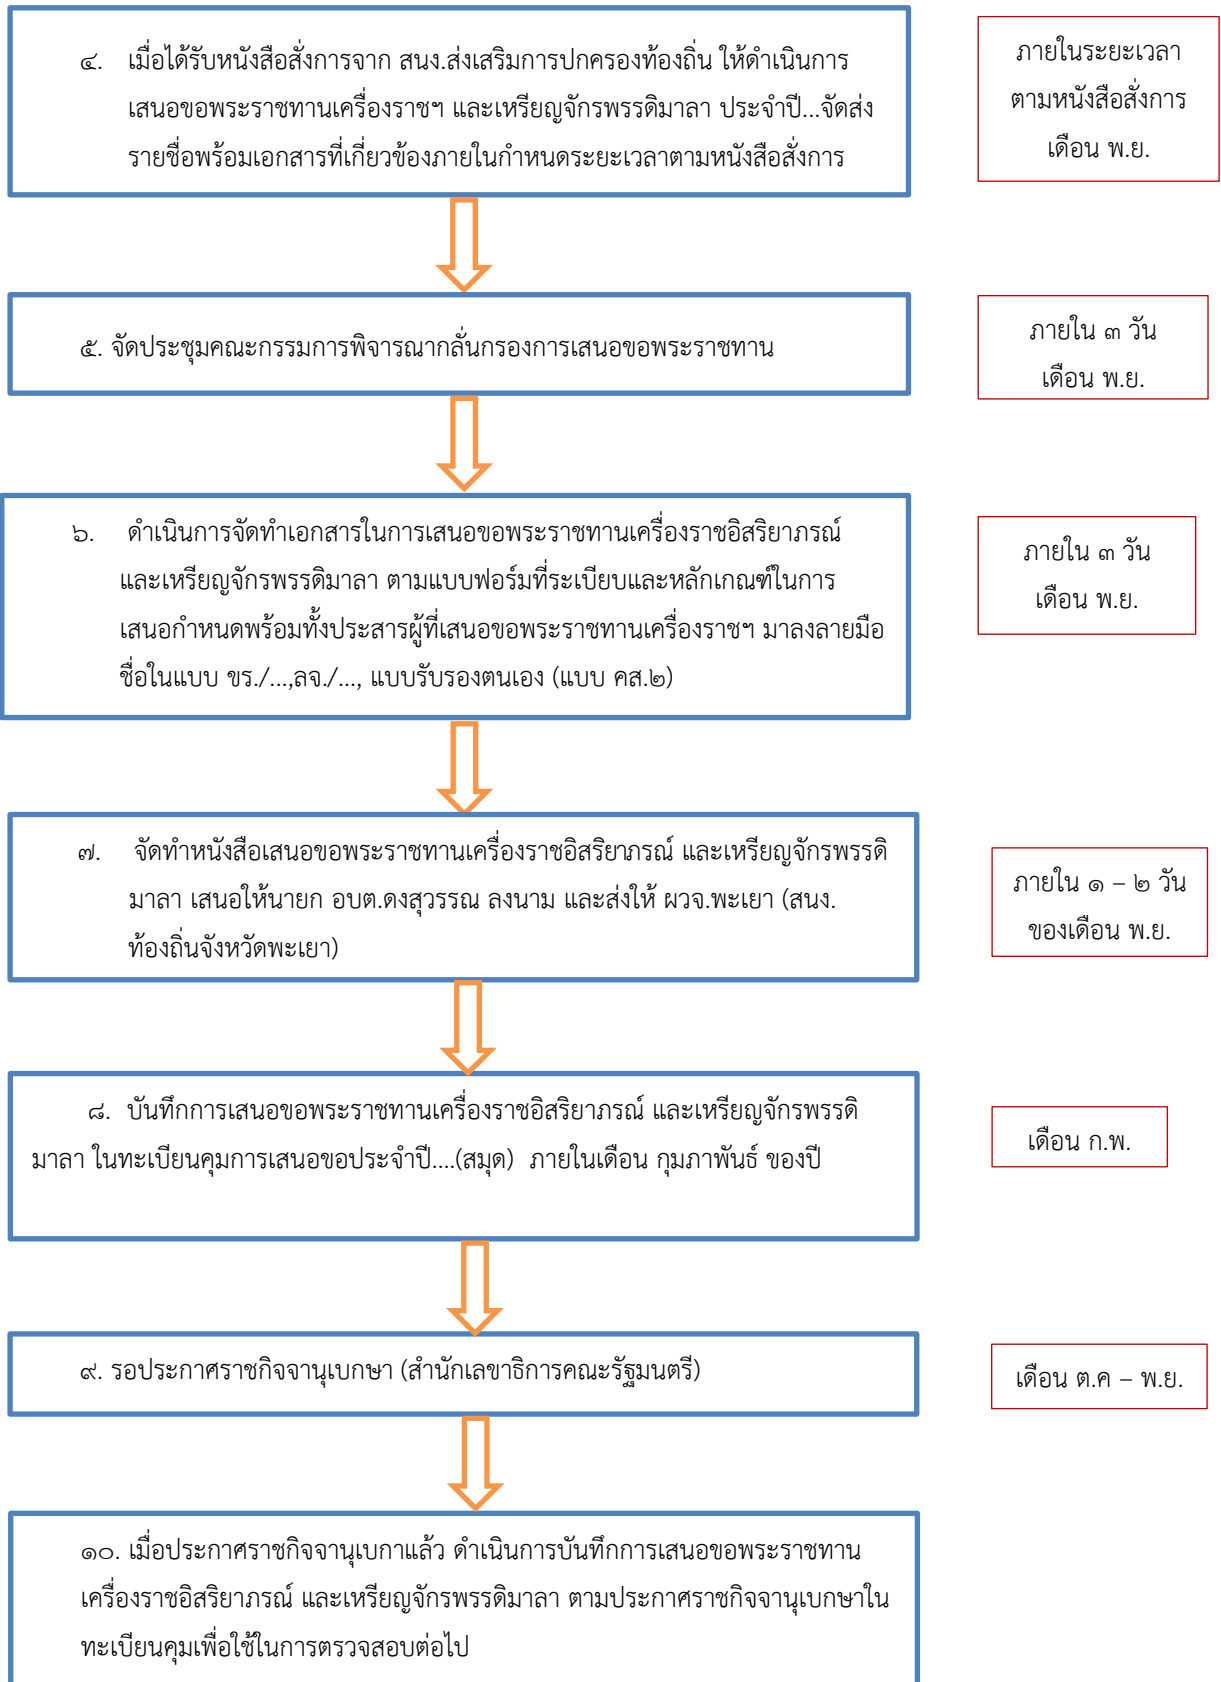 ๔. เมื่อได้รับหนังสือสั่งการจาก สนง.ส่งเสริมการปกครองท้องถิ่น ให้ดำเนินการ
เสนอขอพระราชทานเครื่องราชฯ และเหรียญจักรพรรดิมาลา ประจำปี...จัดส่ง
รายชื่อพร้อมเอกสารที่เกี่ยวข้องภายในกำหนดระยะเวลาตามหนังสือสั่งการ
ภายในระยะเวลา
ตามหนังสือสั่งการ
เดือน พ.ย.
๕. จัดประชุมคณะกรรมการพิจารณากลั่นกรองการเสนอขอพระราชทาน
ภายใน ๓ วัน
เดือน พ.ย.
๖. ดำเนินการจัดทำเอกสารในการเสนอขอพระราชทานเครื่องราชอิสริยาภรณ์
และเหรียญจักรพรรดิมาลา ตามแบบฟอร์มที่ระเบียบและหลักเกณฑ์ในการ
เสนอกำหนดพร้อมทั้งประสารผู้ที่เสนอขอพระราชทานเครื่องราชฯ มาลงลายมือ
ชื่อในแบบ ขร./...,ลจ./..., แบบรับรองตนเอง (แบบ คส.๒)
ภายใน ๓ วัน
เดือน พ.ย.
๗. จัดทำหนังสือเสนอขอพระราชทานเครื่องราชอิสริยาภรณ์ และเหรียญจักรพรรดิ
มาลา เสนอให้นายก อบต.ดงสุวรรณ ลงนาม และส่งให้ ผวจ.พะเยา (สนง.
ท้องถิ่นจังหวัดพะเยา)
ภายใน ๑ – ๒ วัน
ของเดือน พ.ย.
๘. บันทึกการเสนอขอพระราชทานเครื่องราชอิสริยาภรณ์ และเหรียญจักรพรรดิ
มาลา ในทะเบียนคุมการเสนอขอประจำปี....(สมุด) ภายในเดือน กุมภาพันธ์ ของปี
เดือน ก.พ.
๙. รอประกาศราชกิจจานุเบกษา (สำนักเลขาธิการคณะรัฐมนตรี)
เดือน ต.ค – พ.ย.
๑๐. เมื่อประกาศราชกิจจานุเบกาแล้ว ดำเนินการบันทึกการเสนอขอพระราชทาน
เครื่องราชอิสริยาภรณ์ และเหรียญจักรพรรดิมาลา ตามประกาศราชกิจจานุเบกษาใน
ทะเบียนคุมเพื่อใช้ในการตรวจสอบต่อไป